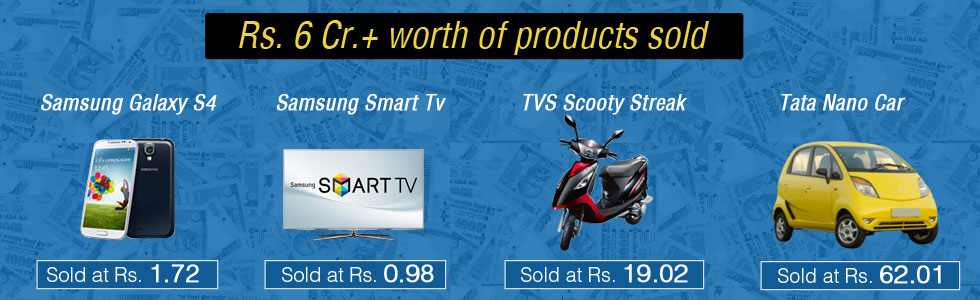 Rs. 6 Cr.+ worth of products sold
Samsung Galaxy S4
Samsung Smart Tv
TVS Scooty Streak
Tata Nano Car
SAMSUNG
Samsung SMART TV
Sold at Rs. 1.72
Sold at Rs. 0.98
Sold at Rs. 19.02
Sold at Rs. 62.01